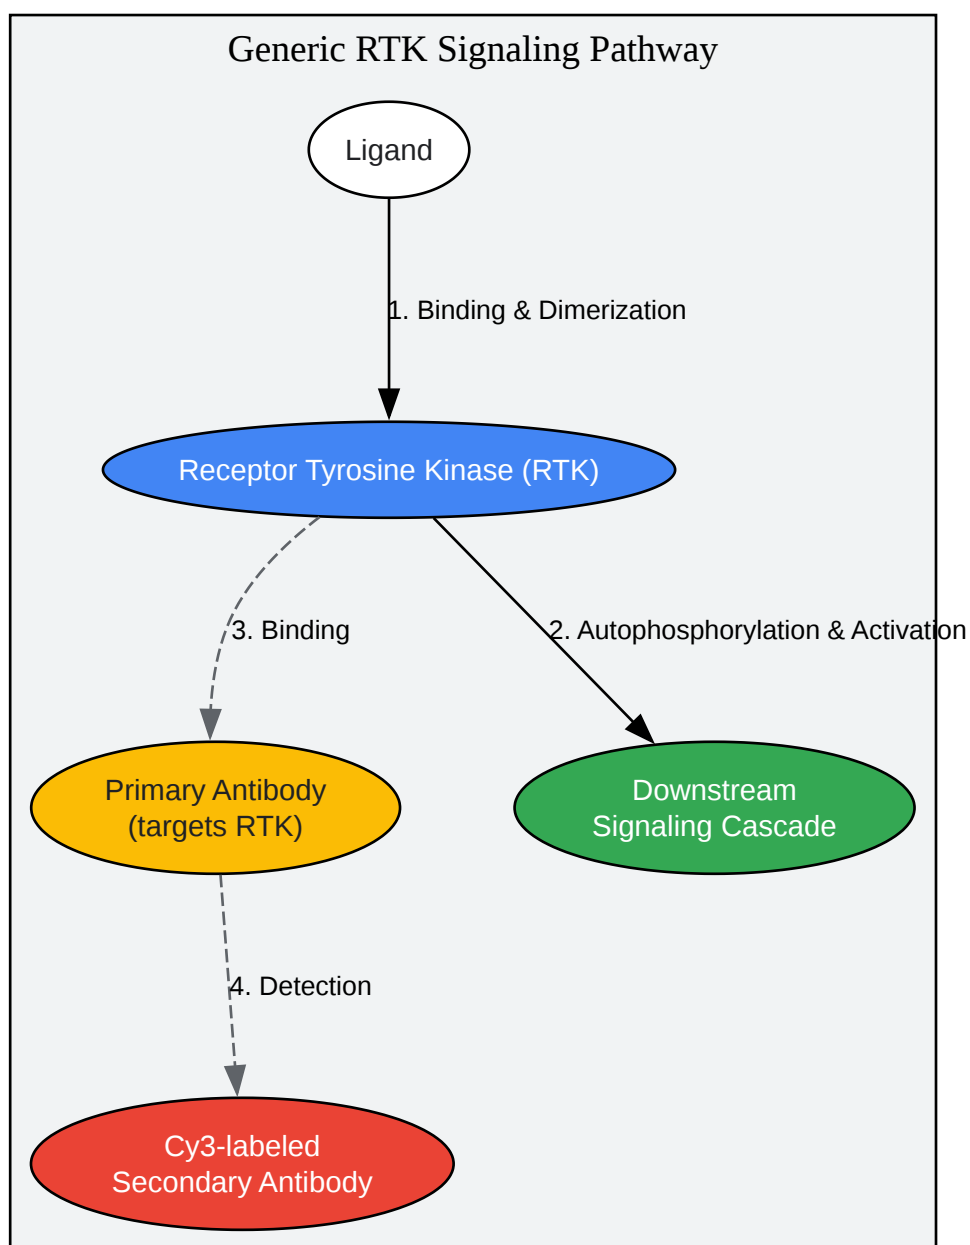 Generic RTK Signaling Pathway
Ligand
1. Binding & Dimerization
Receptor Tyrosine Kinase (RTK)
3. Binding
2. Autophosphorylation & Activation
Primary Antibody
(targets RTK)
Downstream
Signaling Cascade
4. Detection
Cy3-labeled
Secondary Antibody